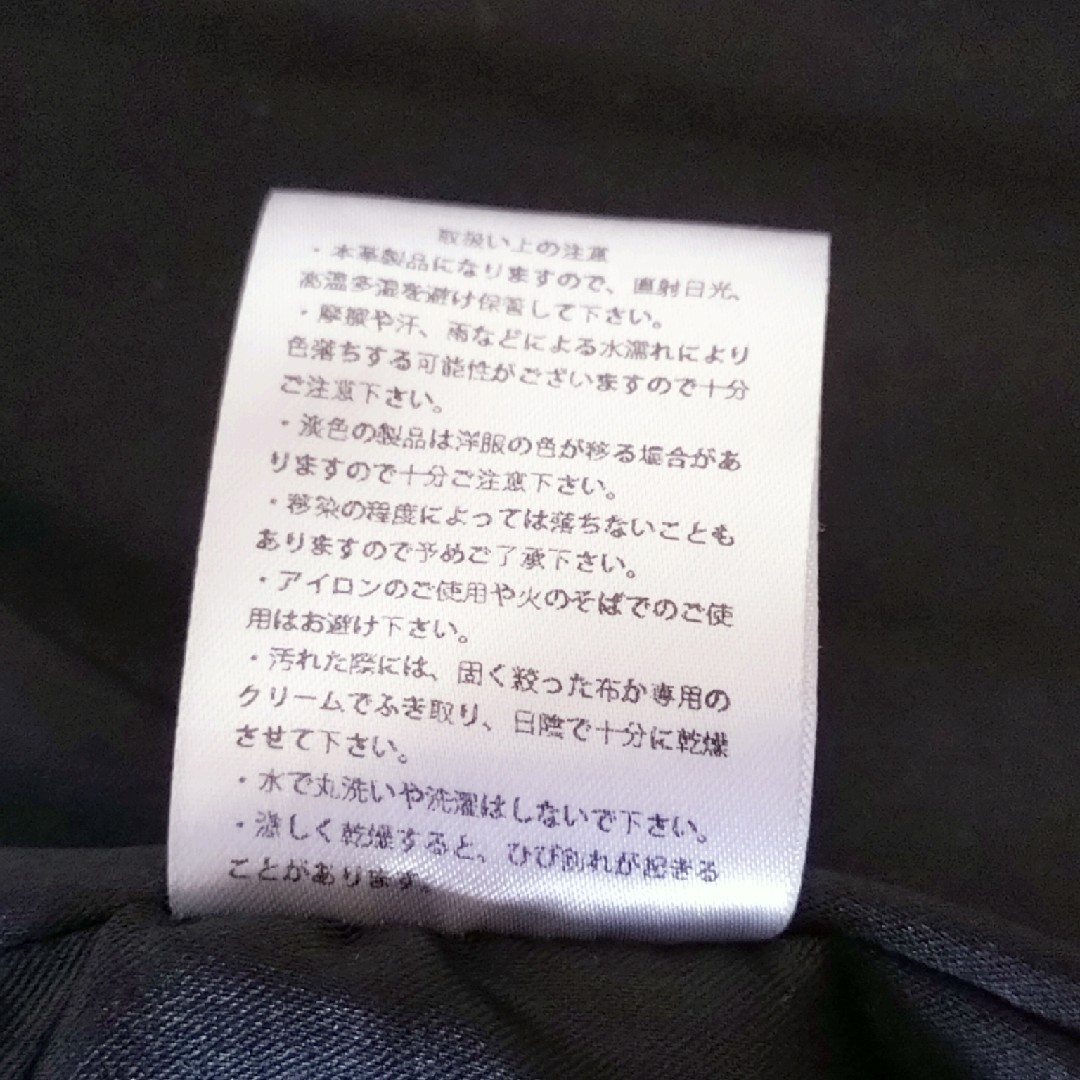 取扱い上の注意
・本革製品になりますので、直射日光、
高温多湿を避け保管して下さい。
・摩擦や汗、雨などによる水濡れにより
色落ちする可能性がございますので十分
ご注意下さい。
・淡色の製品は洋服の色が移る場合があ
りますので十分ご注意下さい。
・移染の程度によっては落ちないことも
ありますので予めご了承下さい。
・アイロンのご使用や火のそばでのご使
用はお避け下さい。
・汚れた際には、固く絞った布か専用の
クリームでふき取り、日陰で十分に乾燥
させて下さい。
・水で丸洗いや洗濯はしないで下さい。
・激しく乾燥すると、ひび割れが起きる
ことがあります。